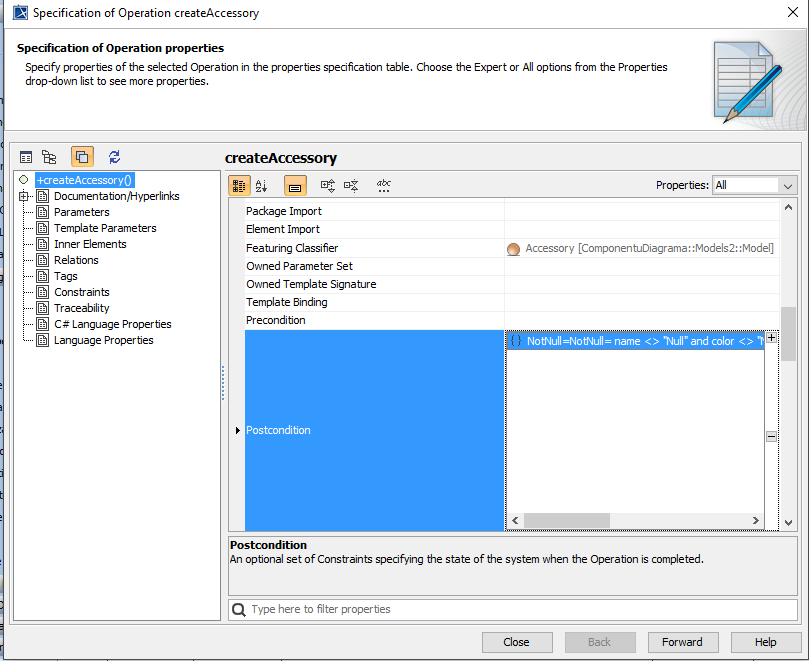 Specification of Operation createAccessory
Specification of Operation properties
Specify properties of the selected Operation in the properties specification table. Choose the Expert or All options from the Properties
drop-down list to see more properties.
createAccessory
+createAccessory()
Documentation/Hyperlinks
Parameters
Template Parameters
Inner Elements
Relations
Tags
Constraints
Traceability
C# Language Properties
Language Properties
Properties: All
Package Import
Element Import
Featuring Classifier Accessory [ComponentuDiagrama::Models2::Model]
Owned Parameter Set
Owned Template Signature
Template Binding
Precondition
Postcondition { } NotNull=NotNull= name <> "Null" and color <>
Postcondition
An optional set of Constraints specifying the state of the system when the Operation is completed.
Type here to filter properties
Close Back Forward Help